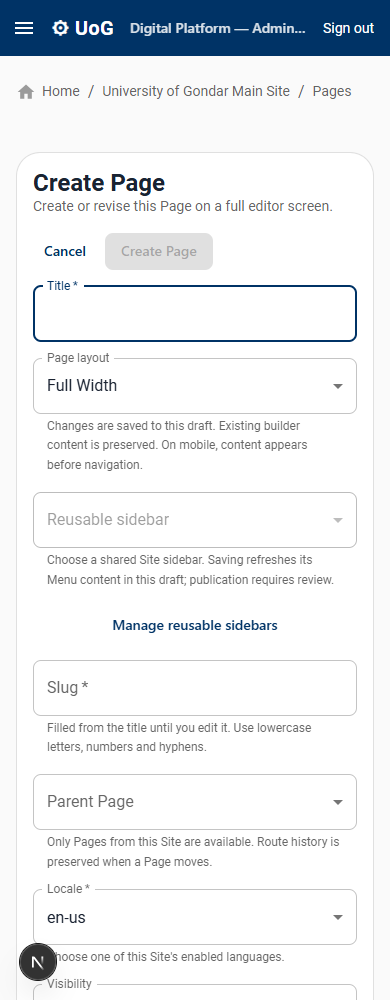 UoG
Digital Platform — Admin...
Sign out
Home / University of Gondar Main Site / Pages
Create Page
Create or revise this Page on a full editor screen.
Cancel
Create Page
Title *
Page layout
Full Width
Changes are saved to this draft. Existing builder
content is preserved. On mobile, content appears
before navigation.
Reusable sidebar
Choose a shared Site sidebar. Saving refreshes its
Menu content in this draft; publication requires review.
Manage reusable sidebars
Slug *
Filled from the title until you edit it. Use lowercase
letters, numbers and hyphens.
Parent Page
Only Pages from this Site are available. Route history is
preserved when a Page moves.
Locale *
en-us
N
Choose one of this Site's enabled languages.
Visibility